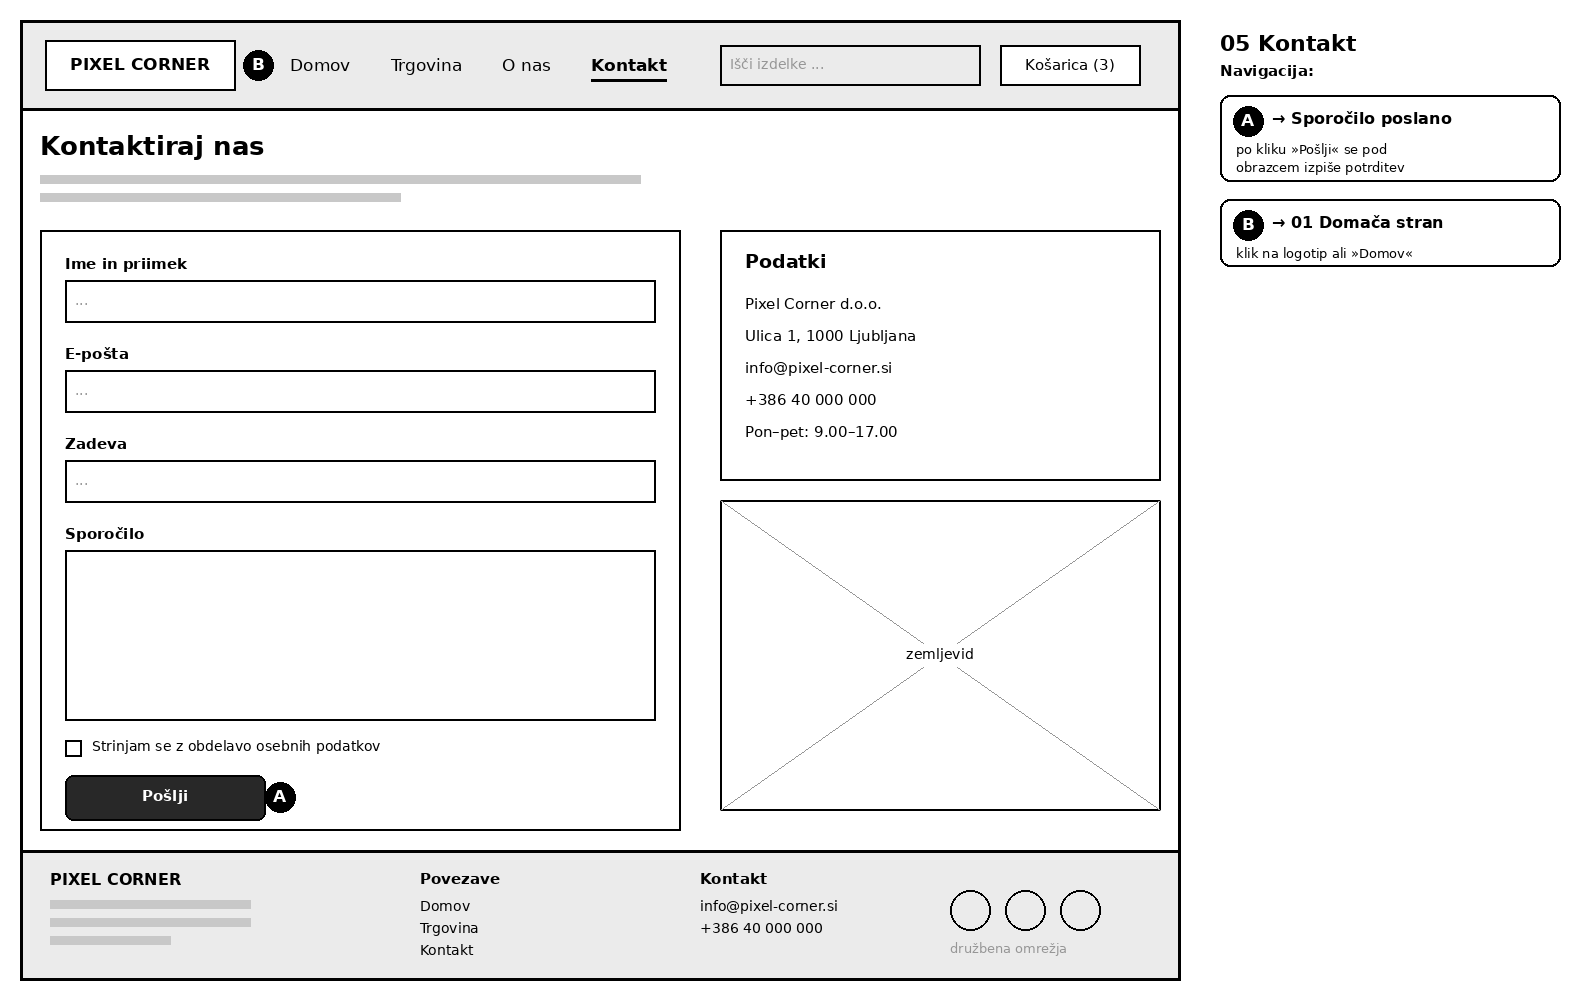 PIXEL CORNER
B
Domov
Trgovina
O nas
Kontakt
Išči izdelke ...
Košarica (3)
Kontaktiraj nas
Ime in priimek
...
E-pošta
...
Zadeva
...
Sporočilo
Strinjam se z obdelavo osebnih podatkov
Pošlji
A
Podatki
Pixel Corner d.o.o.
Ulica 1, 1000 Ljubljana
info@pixel-corner.si
+386 40 000 000
Pon–pet: 9.00–17.00
zemljevid
PIXEL CORNER
Povezave
Domov
Trgovina
Kontakt
Kontakt
info@pixel-corner.si
+386 40 000 000
družbena omrežja
05 Kontakt
Navigacija:
A → Sporočilo poslano
po kliku »Pošlji« se pod
obrazcem izpiše potrditev
B → 01 Domača stran
klik na logotip ali »Domov«